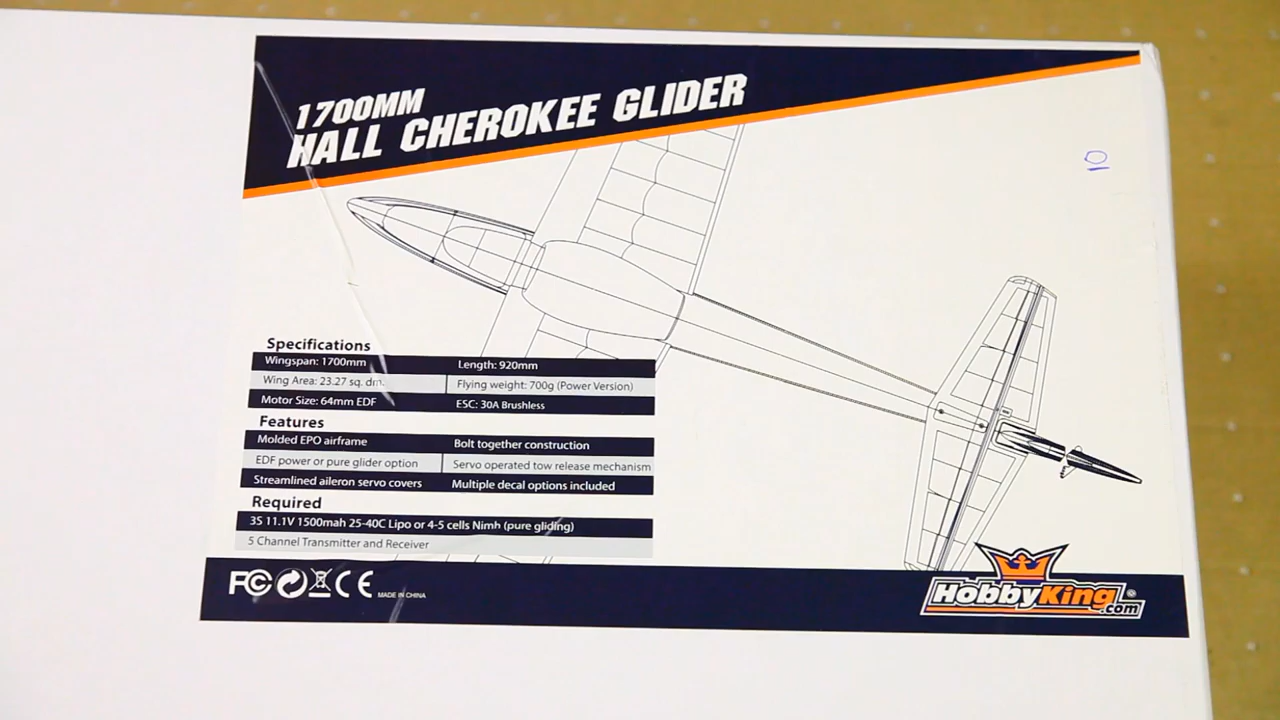 1700MM
HALL CHEROKEE GLIDER
10
Specifications
Wingspan: 1700mm Length: 920mm
Wing Area: 23.27 sq. dm. Flying weight: 700g (Power Version)
Motor Size: 64mm EDF ESC: 30A Brushless
Features
Molded EPO airframe Bolt together construction
EDF power or pure glider option Servo operated tow release mechanism
Streamlined aileron servo covers Multiple decal options included
Required
3S 11.1V 1500mah 25-40C Lipo or 4-5 cells Nimh (pure gliding)
5 Channel Transmitter and Receiver
FC CE MADE IN CHINA
HobbyKing.com